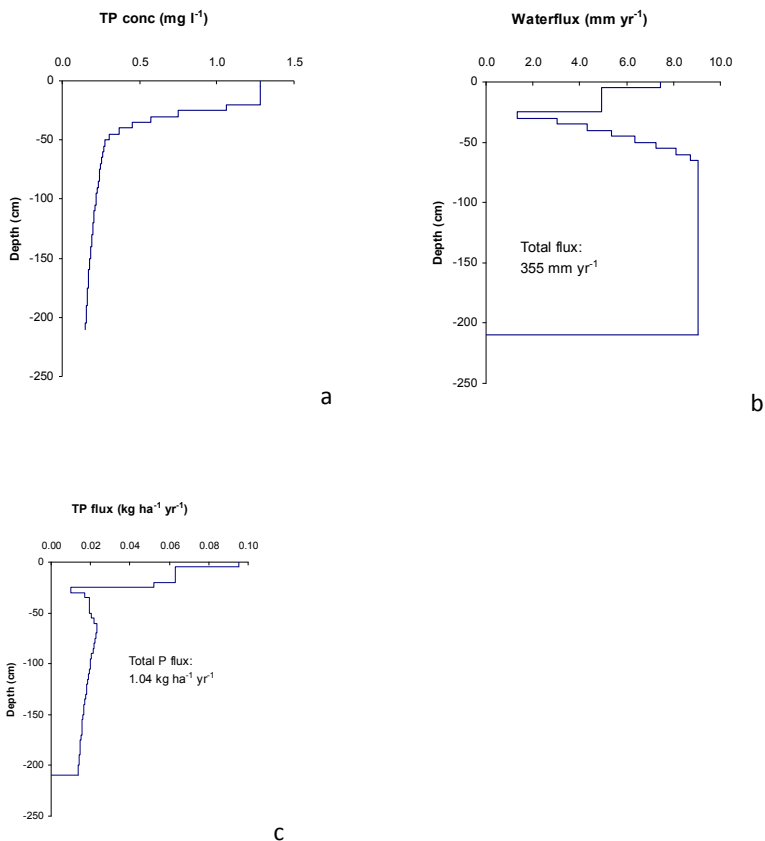 TP conc (mg l-1)
0.0 0.5 1.0 1.5
0
-50
-100
-150
-200
-250
Depth (cm)
a
Waterflux (mm yr-1)
0.0 2.0 4.0 6.0 8.0 10.0
0
-50
-100
-150
-200
-250
Depth (cm)
Total flux:
355 mm yr-1
b
TP flux (kg ha-1 yr-1)
0.00 0.02 0.04 0.06 0.08 0.10
0
-50
-100
-150
-200
-250
Depth (cm)
Total P flux:
1.04 kg ha-1 yr-1
c